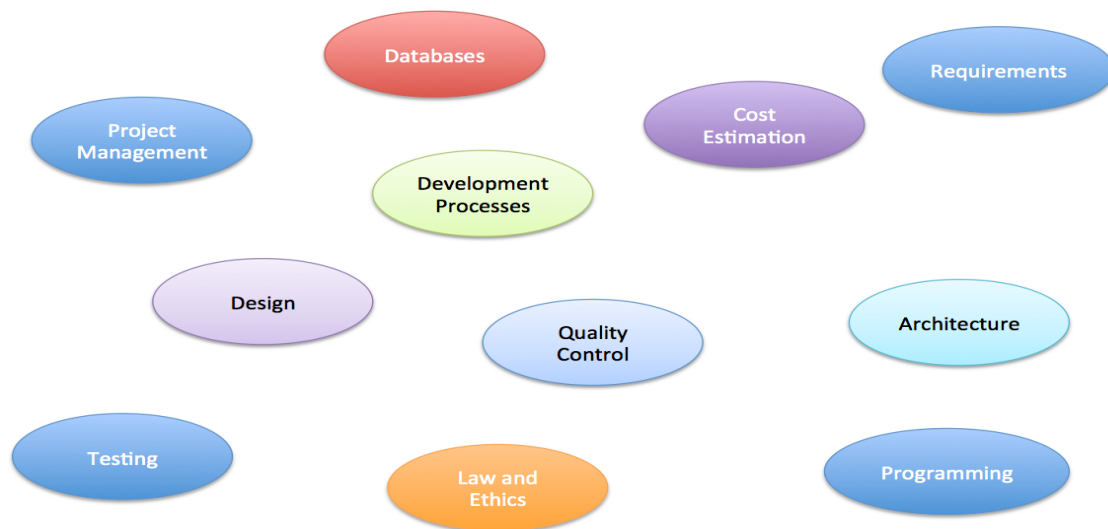 Databases
Requirements
Cost
Estimation
Project
Management
Development
Processes
Design
Architecture
Quality
Control
Testing
Programming
Law and
Ethics